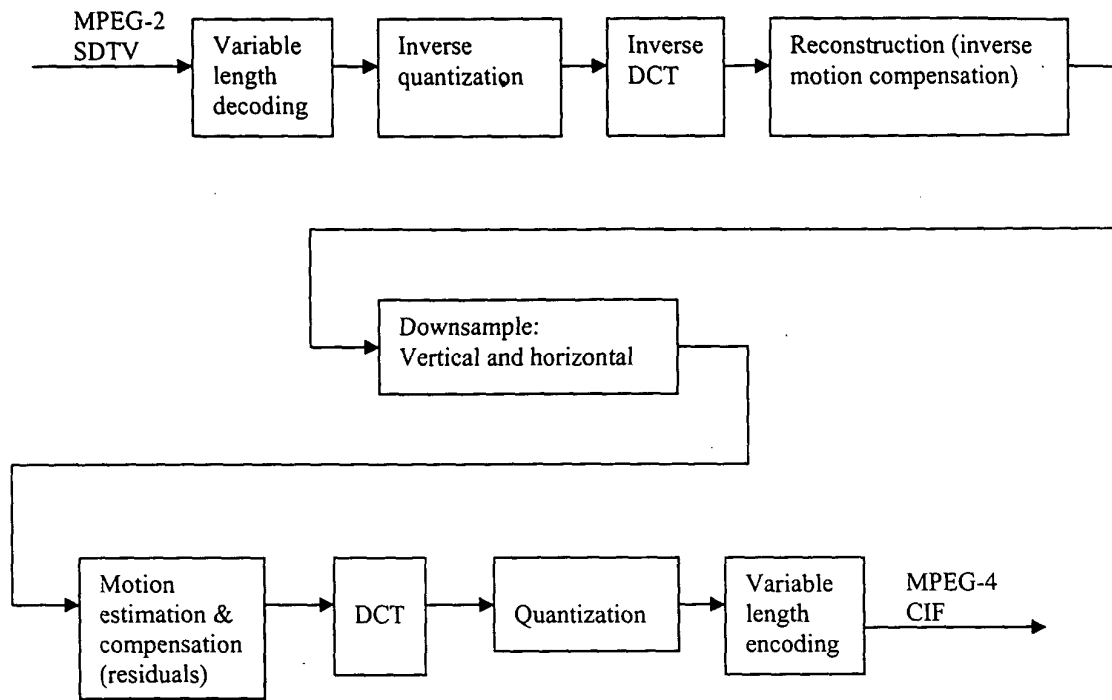 MPEG-2
SDTV
Variable
length
decoding
Inverse
quantization
Inverse
DCT
Reconstruction (inverse
motion compensation)
Downsample:
Vertical and horizontal
Motion
estimation &
compensation
(residuals)
DCT
Quantization
Variable
length
encoding
MPEG-4
CIF